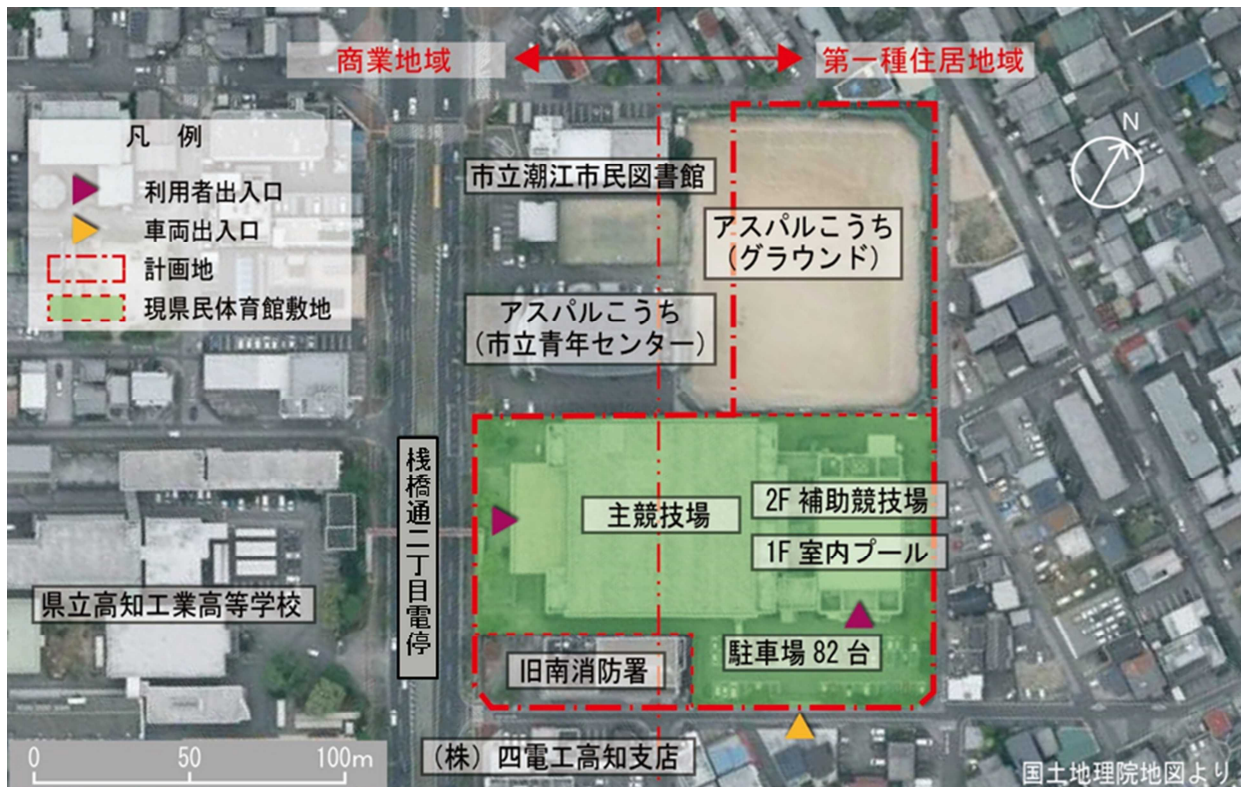 商業地域
第一種住居地域
凡 例
利用者出入口
車両出入口
計画地
現県民体育館敷地
N
市立潮江市民図書館
アスパルこうち
(グラウンド)
アスパルこうち
(市立青年センター)
桟橋通二丁目電停
主競技場
2F 補助競技場
1F 室内プール
県立高知工業高等学校
旧南消防署
駐車場 82 台
(株) 四電工高知支店
0 50 100m
国土地理院地図より